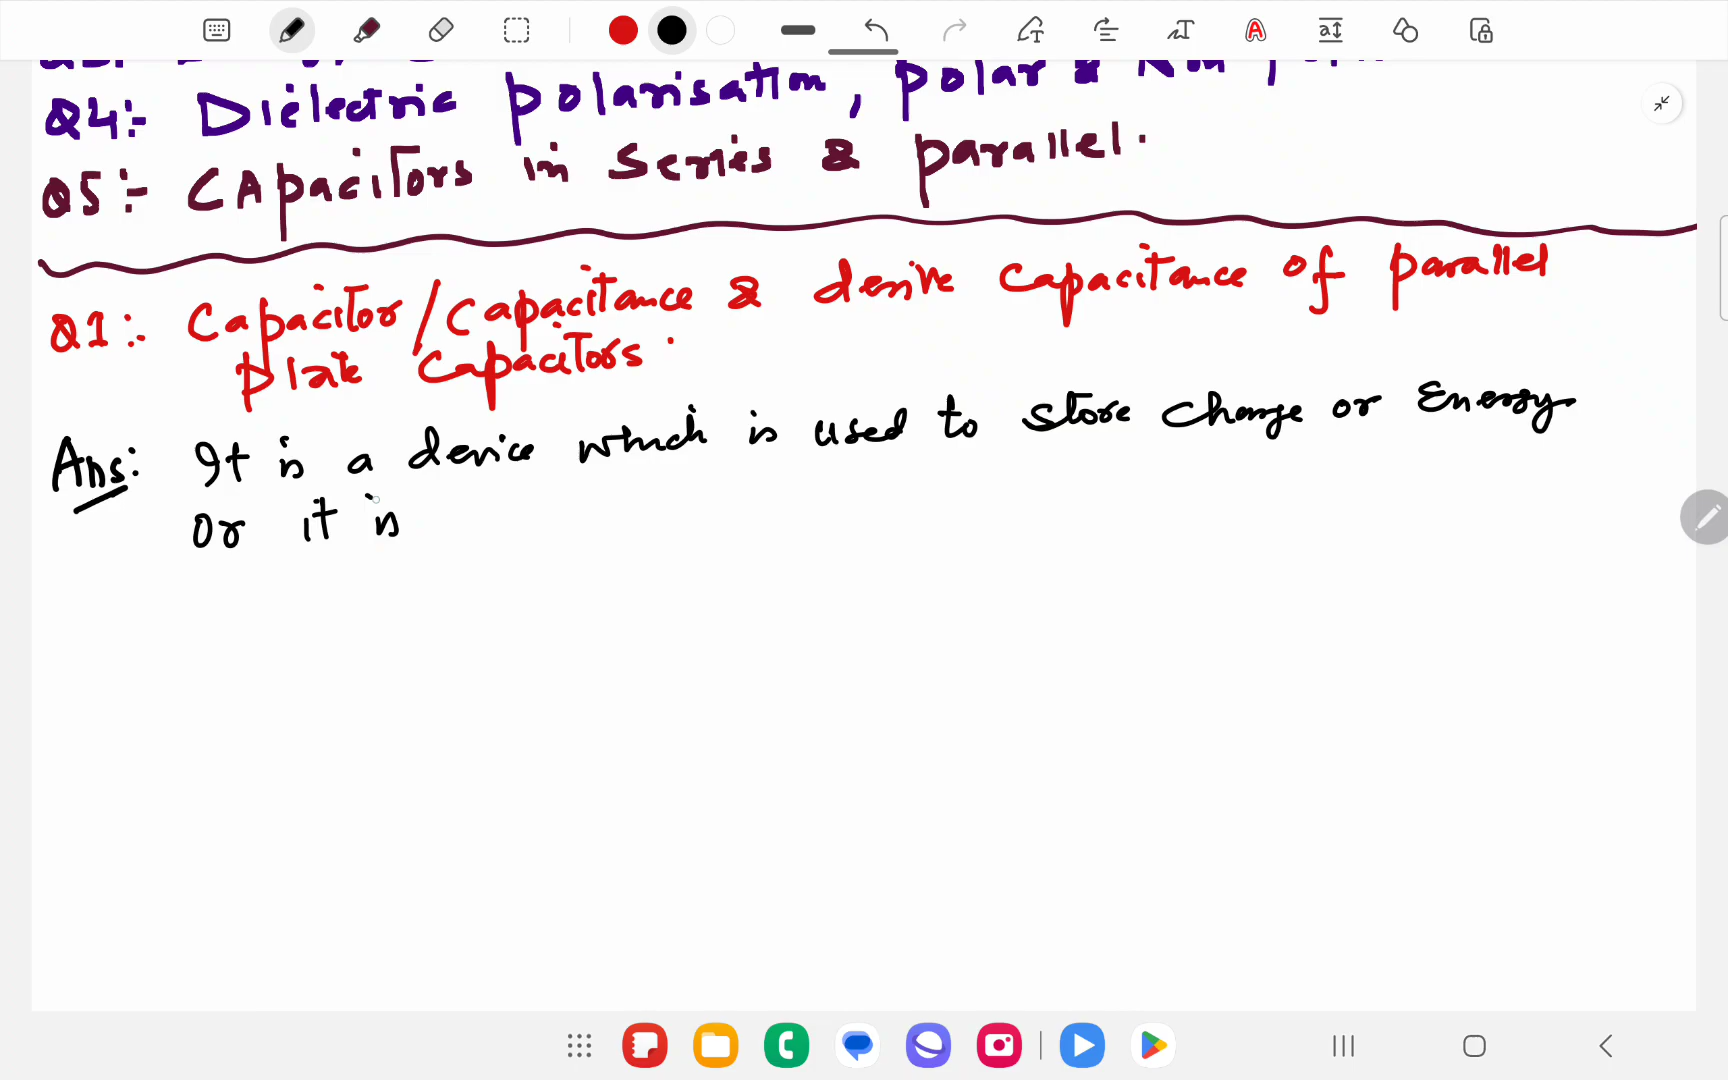 Q4:- Dielectric polarisation, polar &
Q5:- CApacitors in series & parallel.
Q1:- Capacitor/capacitance & derive capacitance of parallel
plate capacitors.
Ans: It is a device which is used to store charge or Energy
or it is